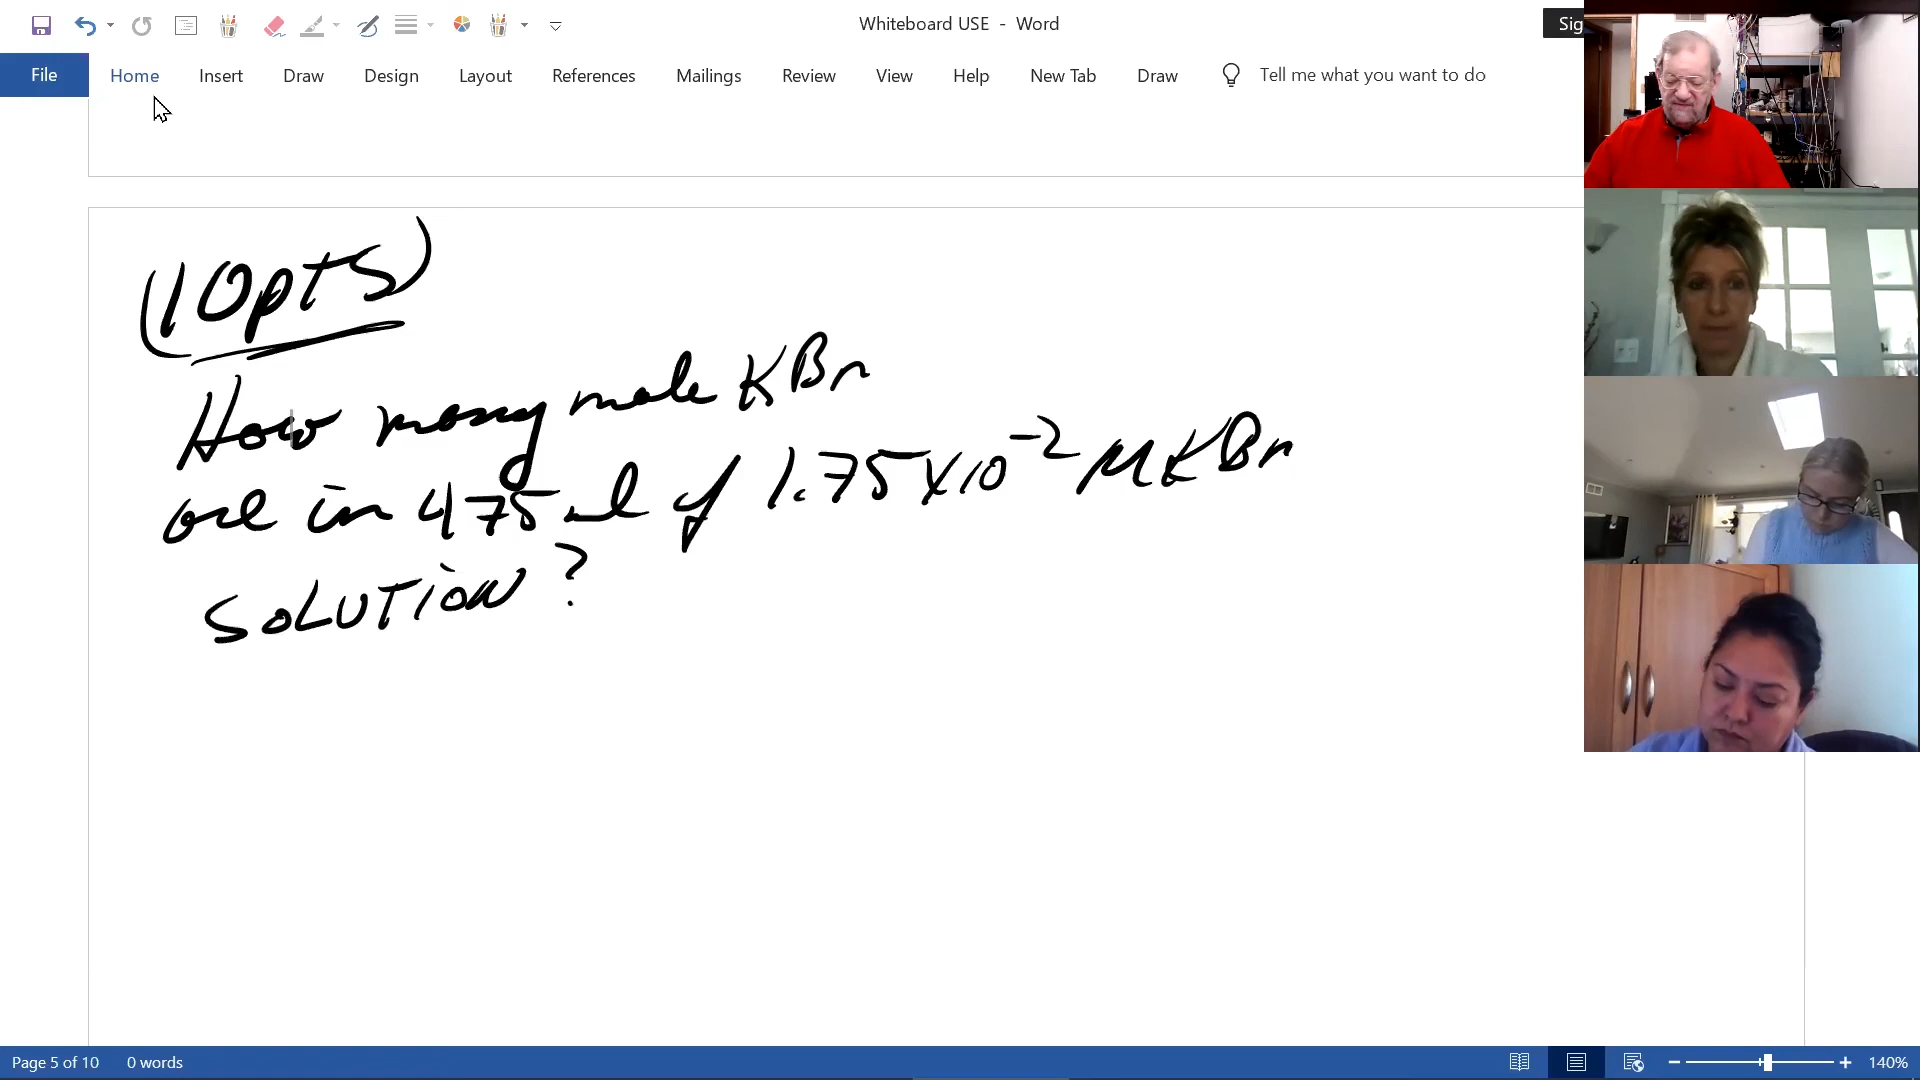 Whiteboard USE - Word
Sig
File Home Insert Draw Design Layout References Mailings Review View Help New Tab Draw Tell me what you want to do
(10pts)
How many mole KBr
are in 475 ml of 1.75x10⁻² M KBr
SOLUTION?
Page 5 of 10 0 words 140%